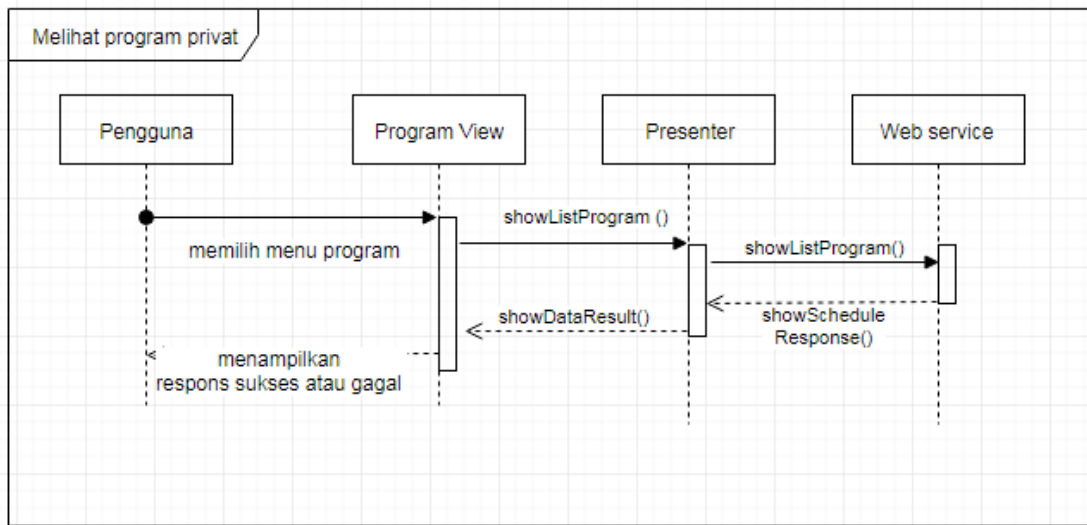 Melihat program privat
Pengguna
Program View
Presenter
Web service
showListProgram ()
memilih menu program
showListProgram()
showDataResult()
showSchedule
Response()
menampilkan
respons sukses atau gagal